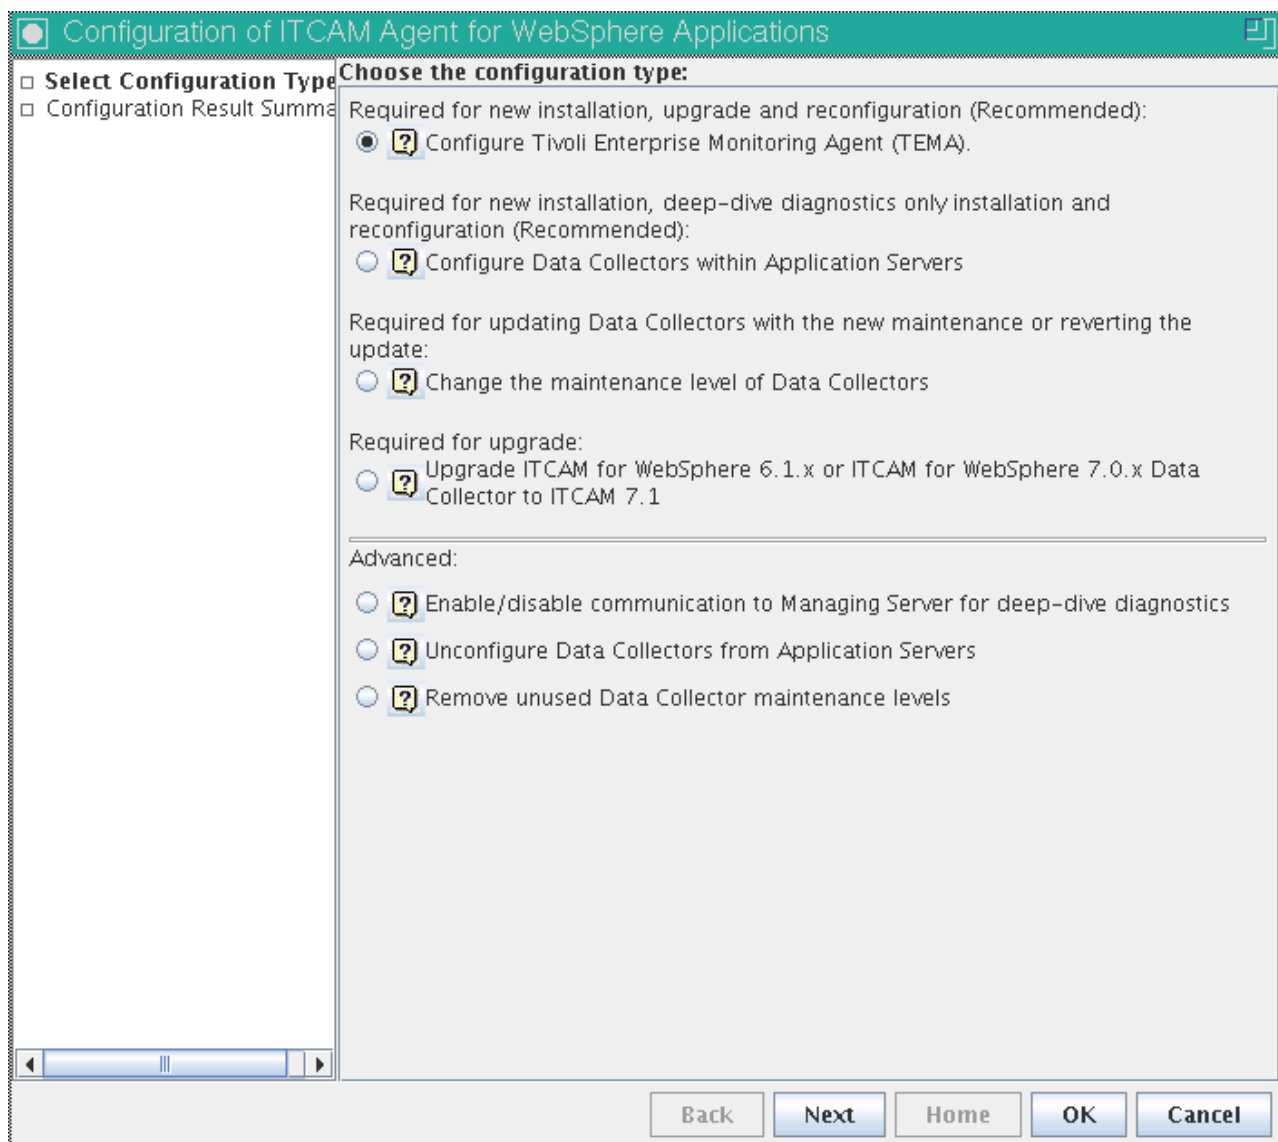 Configuration of ITCAM Agent for WebSphere Applications
Select Configuration Type
Configuration Result Summa
Choose the configuration type:
Required for new installation, upgrade and reconfiguration (Recommended):
Configure Tivoli Enterprise Monitoring Agent (TEMA).
Required for new installation, deep-dive diagnostics only installation and
reconfiguration (Recommended):
Configure Data Collectors within Application Servers
Required for updating Data Collectors with the new maintenance or reverting the
update:
Change the maintenance level of Data Collectors
Required for upgrade:
Upgrade ITCAM for WebSphere 6.1.x or ITCAM for WebSphere 7.0.x Data
Collector to ITCAM 7.1
Advanced:
Enable/disable communication to Managing Server for deep-dive diagnostics
Unconfigure Data Collectors from Application Servers
Remove unused Data Collector maintenance levels
Back Next Home OK Cancel